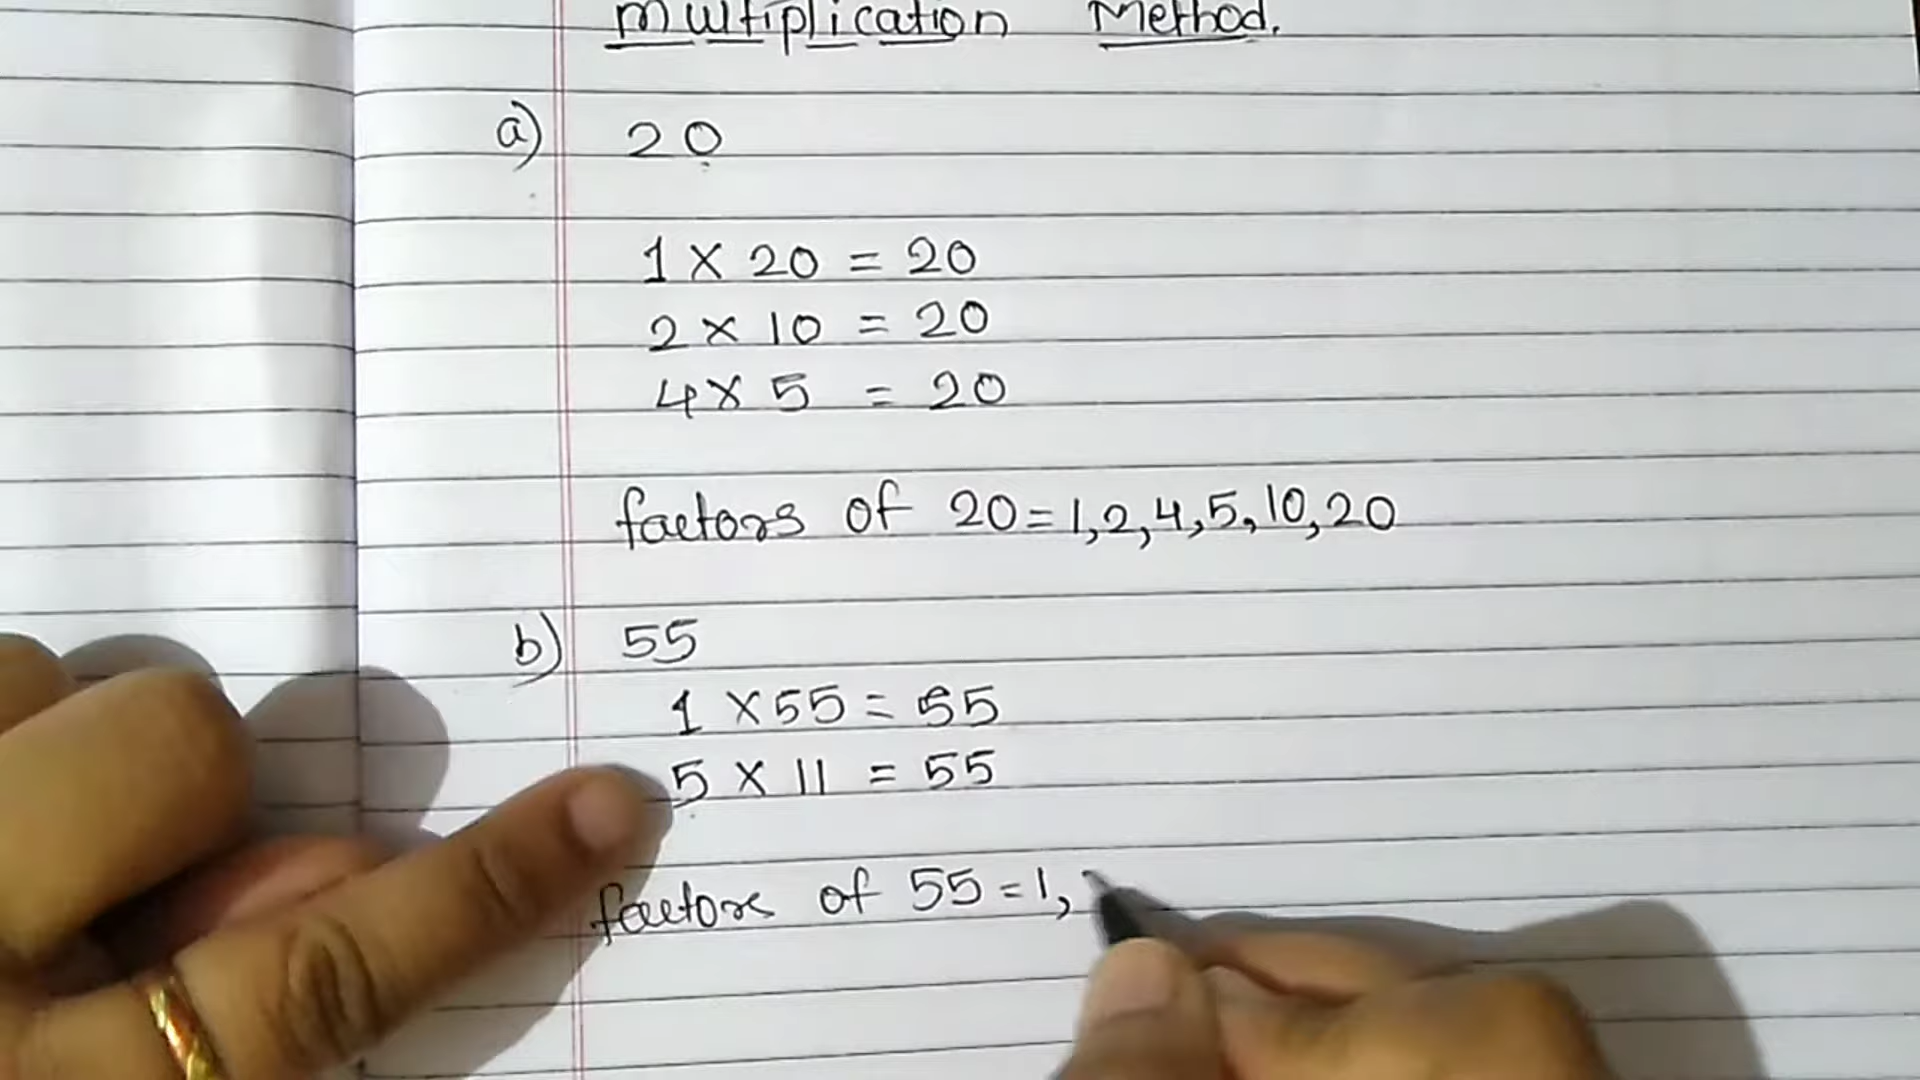 Multiplication Method.
a) 20
1 X 20 = 20
2 X 10 = 20
4 X 5 = 20
factors of 20 = 1, 2, 4, 5, 10, 20
b) 55
1 X 55 = 55
5 X 11 = 55
factors of 55 = 1,